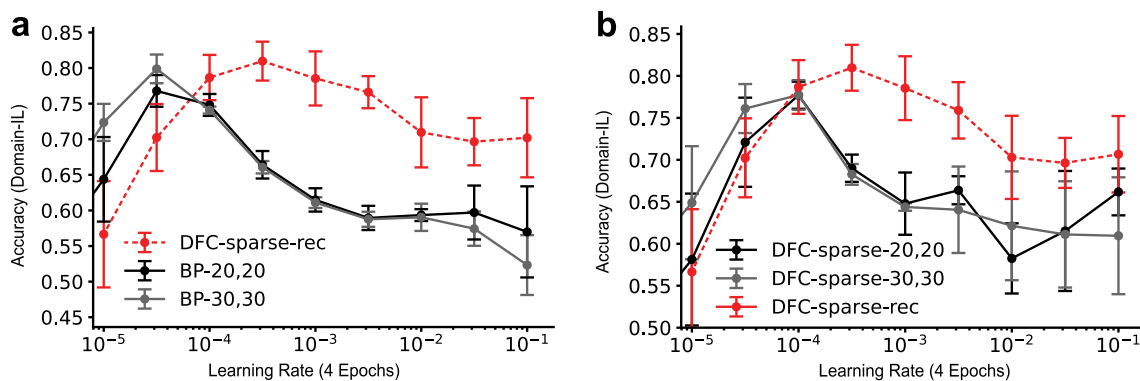 a
0.85
0.80
0.75
0.70
0.65
0.60
0.55
0.50
0.45
Accuracy (Domain-IL)
DFC-sparse-rec
BP-20,20
BP-30,30
10⁻⁵ 10⁻⁴ 10⁻³ 10⁻² 10⁻¹
Learning Rate (4 Epochs)
b
0.85
0.80
0.75
0.70
0.65
0.60
0.55
0.50
Accuracy (Domain-IL)
DFC-sparse-20,20
DFC-sparse-30,30
DFC-sparse-rec
10⁻⁵ 10⁻⁴ 10⁻³ 10⁻² 10⁻¹
Learning Rate (4 Epochs)